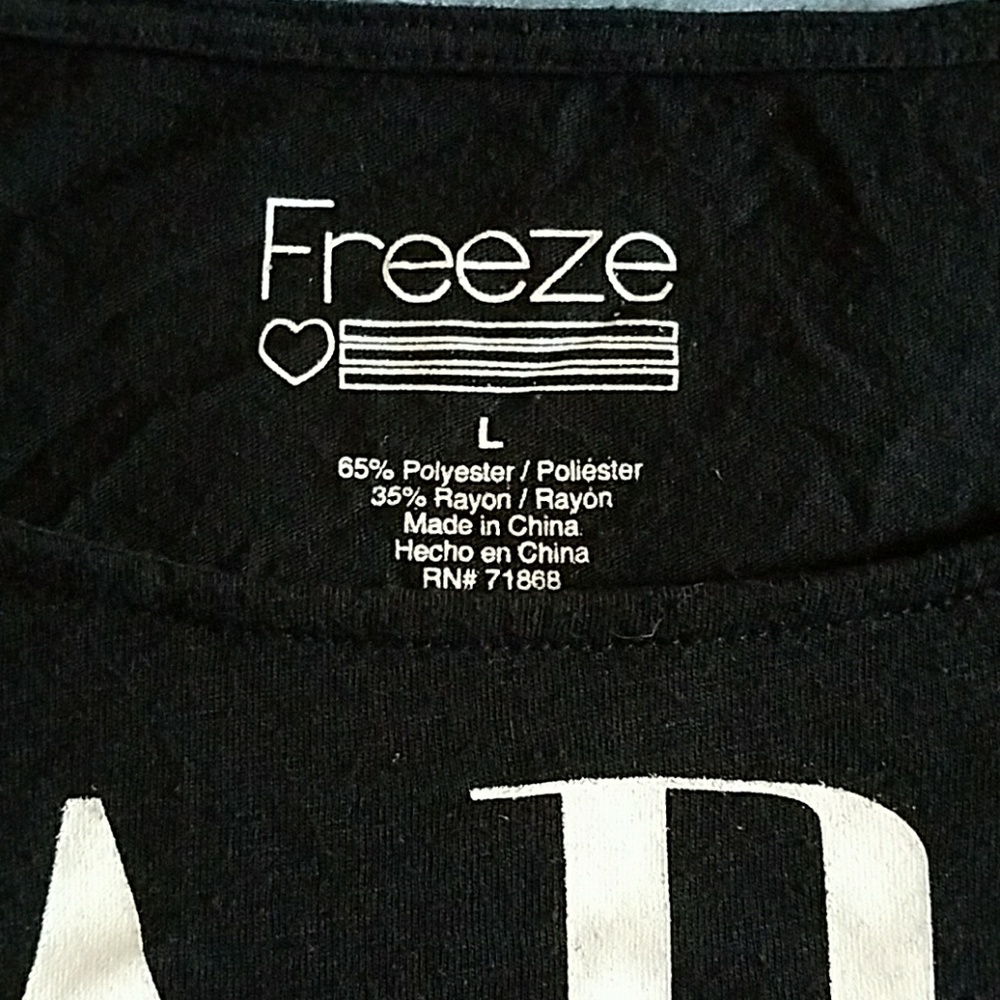 Freeze
L
65% Polyester / Poliéster
35% Rayon / Rayón
Made in China
Hecho en China
RN# 71868